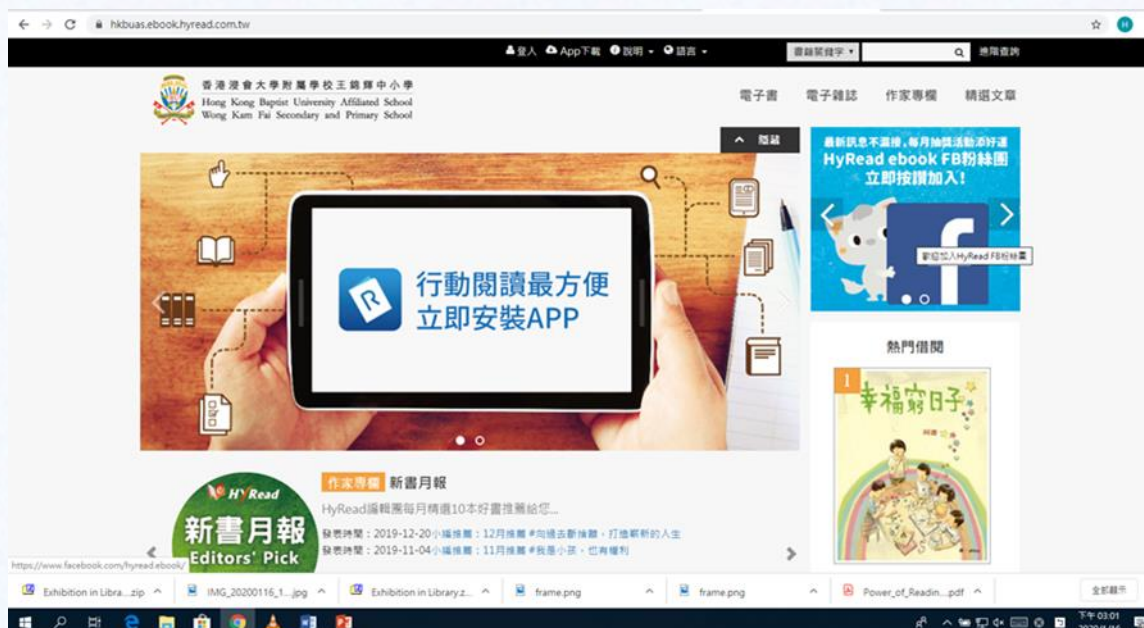 hkbuas.ebook.hyread.com.tw
登入 App下載 說明 語言 書籍關鍵字 進階查詢
香港浸會大學附屬學校王錦輝中小學
Hong Kong Baptist University Affiliated School
Wong Kam Fai Secondary and Primary School
電子書 電子雜誌 作家專欄 精選文章
隱藏
行動閱讀最方便
立即安裝APP
最新訊息不漏接,每月抽獎活動添好運
HyRead ebook FB粉絲團
立即按讚加入!
歡迎加入HyRead FB粉絲團
熱門借閱
1
幸福窮日子
HyRead
新書月報
Editors' Pick
作家專欄 新書月報
HyRead編輯團每月精選10本好書推薦給您...
發表時間:2019-12-20小編推薦:12月推薦 #向過去斷捨離,打造嶄新的人生
發表時間:2019-11-04小編推薦:11月推薦 #我是小孩,也有權利
https://www.facebook.com/hyread.ebook/
Exhibition in Libra....zip IMG_20200116_1...jpg Exhibition in Library.z... frame.png frame.png Power_of_Readin....pdf 全部顯示
下午 03:01